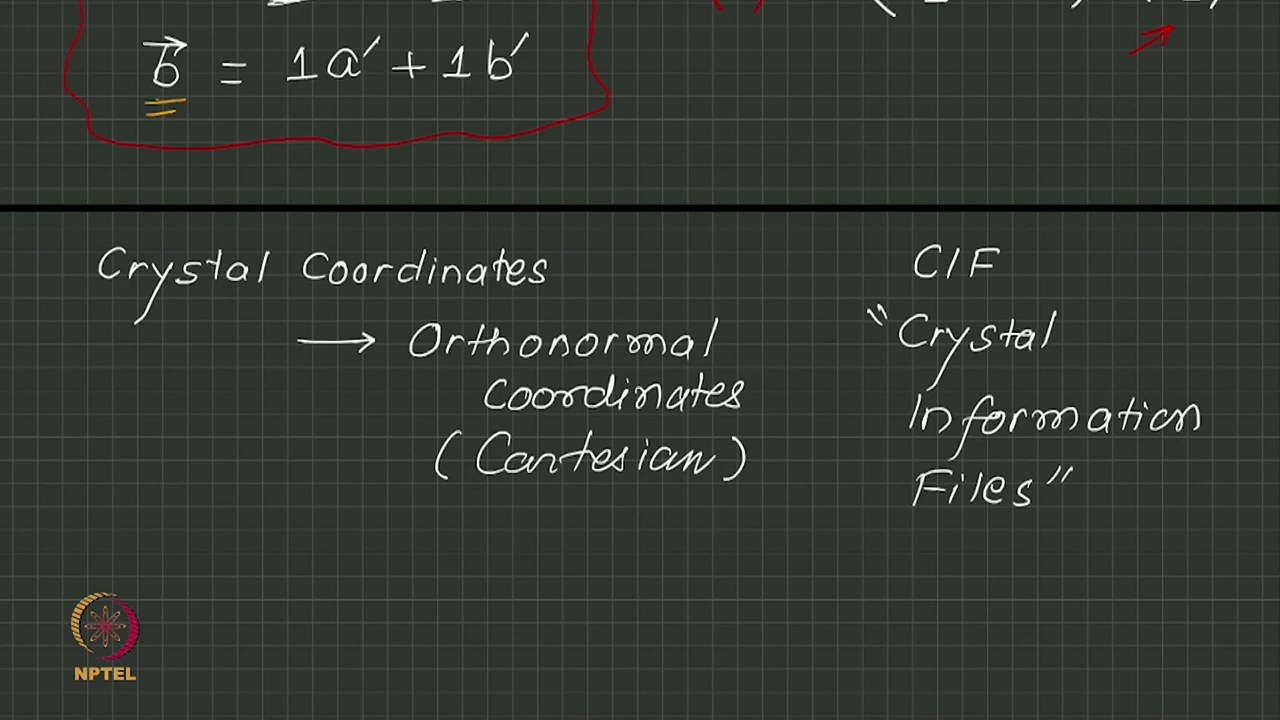 b⃗ = 1a′ + 1b′
Crystal Coordinates
→ Orthonormal
Coordinates
(Cartesian)
CIF
"Crystal
Information
Files"
NPTEL